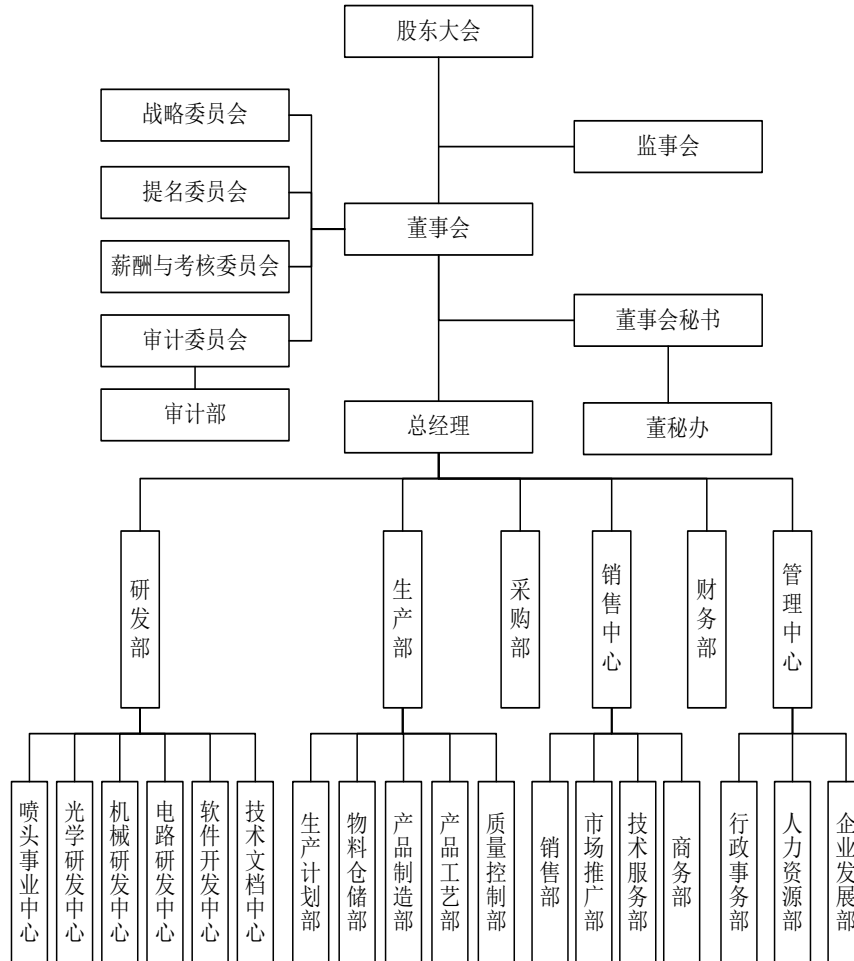 股东大会
战略委员会
监事会
提名委员会
董事会
薪酬与考核委员会
董事会秘书
审计委员会
审计部
总经理
董秘办
研发部
生产部
采购部
销售中心
财务部
管理中心
喷头事业中心
光学研发中心
机械研发中心
电路研发中心
软件开发中心
技术文档中心
生产计划部
物料仓储部
产品制造部
产品工艺部
质量控制部
销售部
市场推广部
技术服务部
商务部
行政事务部
人力资源部
企业发展部